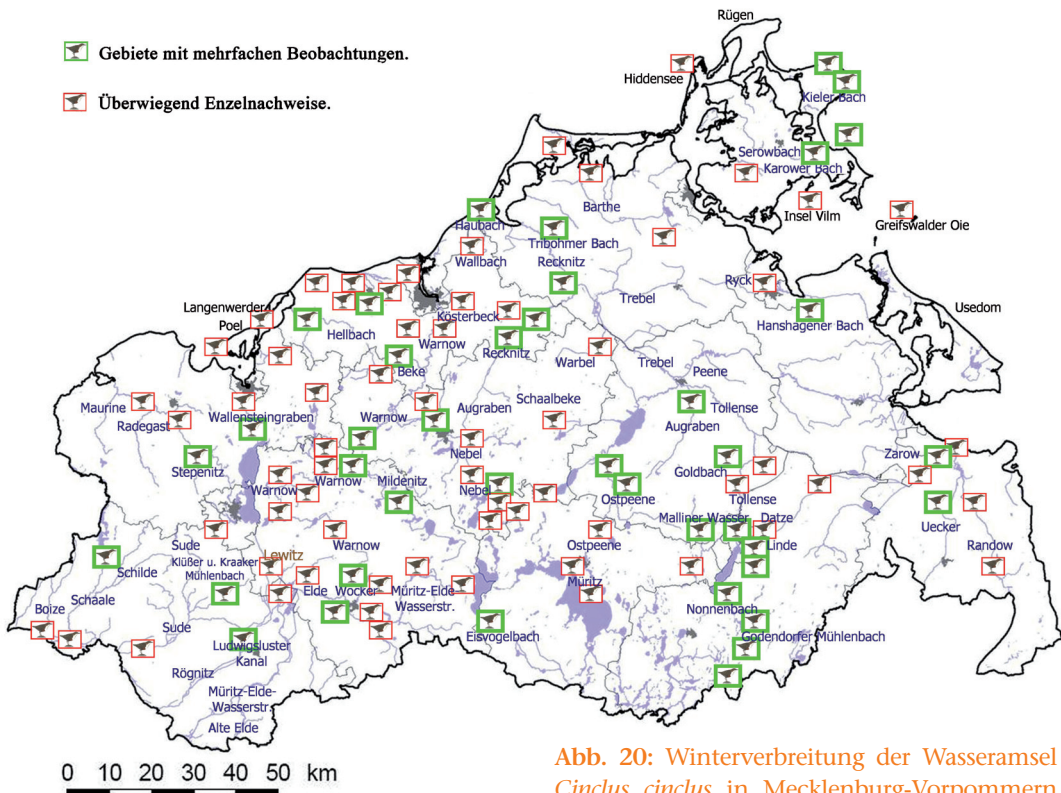 Gebiete mit mehrfachen Beobachtungen.
Überwiegend Enzelnachweise.
Rügen
Hiddensee
Kieler Bach
Serowbach
Karower Bach
Insel Vilm
Greifswalder Oie
Barthe
Haubach
Tribohmer Bach
Wallbach
Recknitz
Ryck
Trebel
Langenwerder
Poel
Hellbach
Kösterbeck
Warnow
Recknitz
Hanshagener Bach
Usedom
Warbel
Trebel
Peene
Beke
Maurine
Radegast
Wallensteingraben
Warnow
Augraben
Schaalbeke
Tollense
Augraben
Nebel
Stepenitz
Warnow
Warnow
Mildenitz
Nebel
Ostpeene
Goldbach
Tollense
Zarow
Uecker
Malliner Wasser
Datze
Linde
Randow
Sude
Warnow
Ostpeene
Lewitz
Klüßer u. Kraaker
Mühlenbach
Schilde
Elde
Wocker
Müritz-Elde
Wasserstr.
Müritz
Nonnenbach
Boize
Schaale
Sude
Eisvogelbach
Godendorfer Mühlenbach
Ludwigsluster
Kanal
Rögnitz
Müritz-Elde-
Wasserstr.
Alte Elde
0 10 20 30 40 50 km
Abb. 20: Winterverbreitung der Wasseramsel
Cinclus cinclus in Mecklenburg-Vorpommern